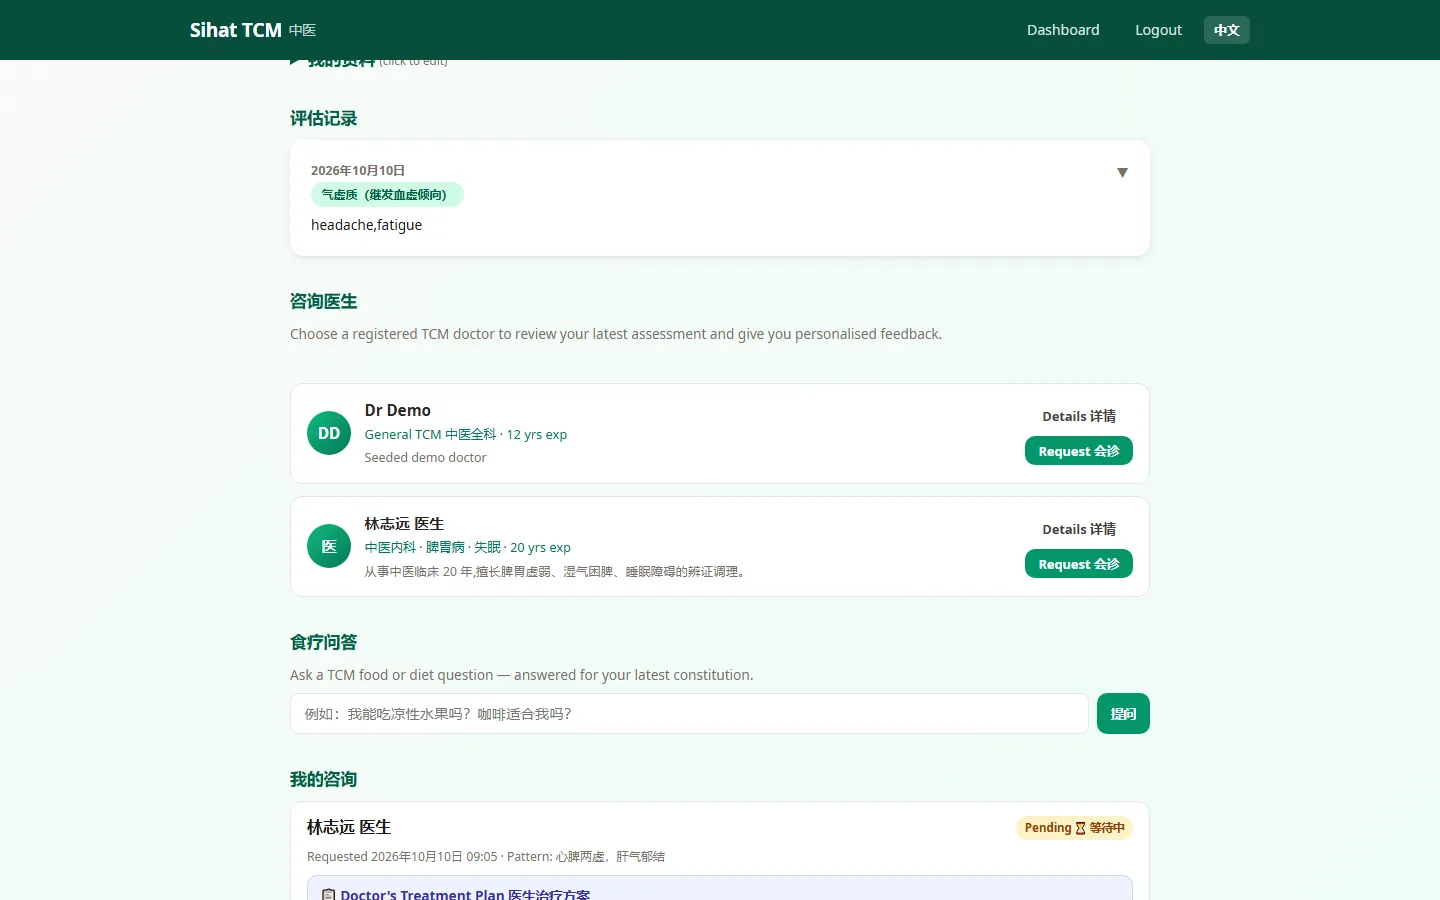 Sihat TCM 中医
Dashboard
Logout
中文
▶ 我的资料 (click to edit)
评估记录
2026年10月10日
▼
气虚质（继发血虚倾向）
headache,fatigue
咨询医生
Choose a registered TCM doctor to review your latest assessment and give you personalised feedback.
DD
Dr Demo
General TCM 中医全科 · 12 yrs exp
Seeded demo doctor
Details 详情
Request 会诊
医
林志远 医生
中医内科 · 脾胃病 · 失眠 · 20 yrs exp
从事中医临床 20 年,擅长脾胃虚弱、湿气困脾、睡眠障碍的辨证调理。
Details 详情
Request 会诊
食疗问答
Ask a TCM food or diet question — answered for your latest constitution.
例如：我能吃凉性水果吗？咖啡适合我吗？
提问
我的咨询
林志远 医生
Pending ⏳ 等待中
Requested 2026年10月10日 09:05 · Pattern: 心脾两虚，肝气郁结
📋 Doctor's Treatment Plan 医生治疗方案